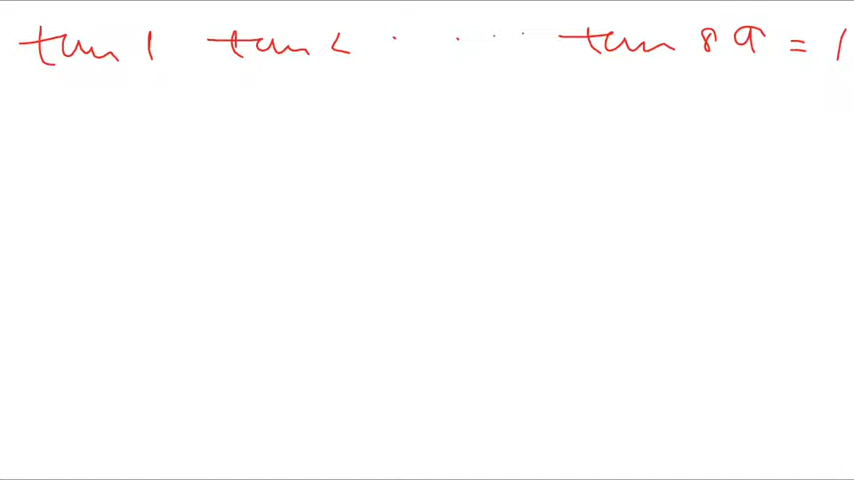 tan 1 tan 2 . . . . tan 89 = 1